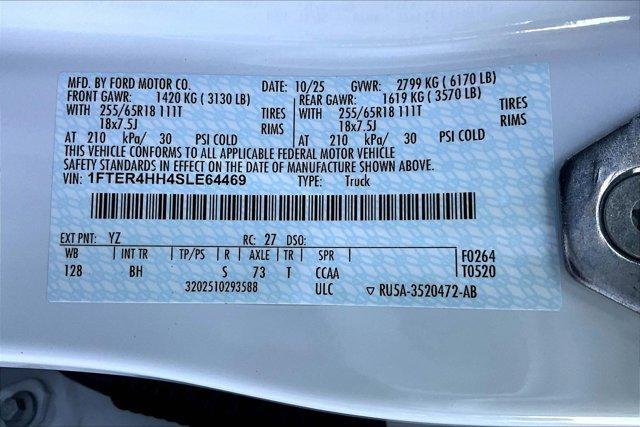 MFD. BY FORD MOTOR CO. DATE: 10/25 GVWR: 2799 KG ( 6170 LB)
FRONT GAWR: 1420 KG ( 3130 LB) REAR GAWR: 1619 KG ( 3570 LB)
WITH 255/65R18 111T TIRES WITH 255/65R18 111T TIRES
18x7.5J RIMS 18x7.5J RIMS
AT 210 kPa/ 30 PSI COLD AT 210 kPa/ 30 PSI COLD
THIS VEHICLE CONFORMS TO ALL APPLICABLE FEDERAL MOTOR VEHICLE
SAFETY STANDARDS IN EFFECT ON THE DATE OF MANUFACTURE SHOWN ABOVE.
VIN: 1FTER4HH4SLE64469 TYPE: Truck
EXT PNT: YZ RC: 27 DSO:
WB INT TR TP/PS R AXLE TR SPR F0264
128 BH S 73 T CCAA T0520
3202510293588 ULC ▽ RU5A-3520472-AB